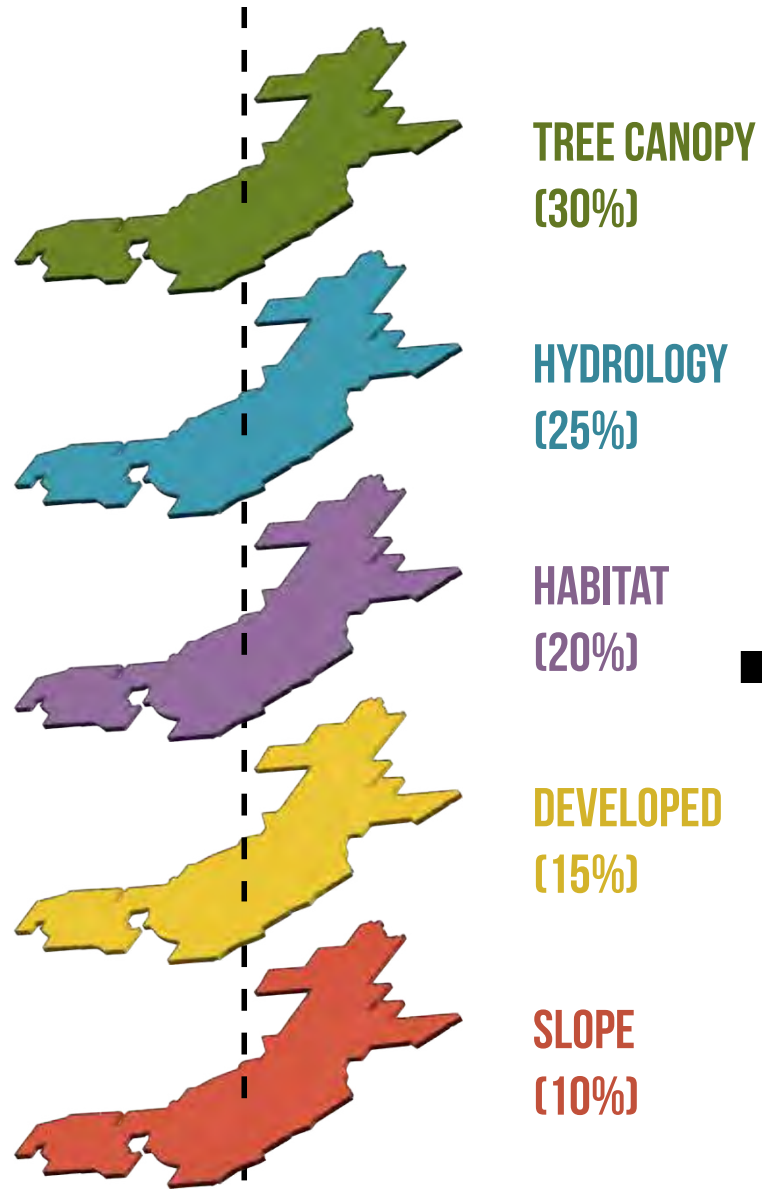 TREE CANOPY
(30%)
HYDROLOGY
(25%)
HABITAT
(20%)
DEVELOPED
(15%)
SLOPE
(10%)